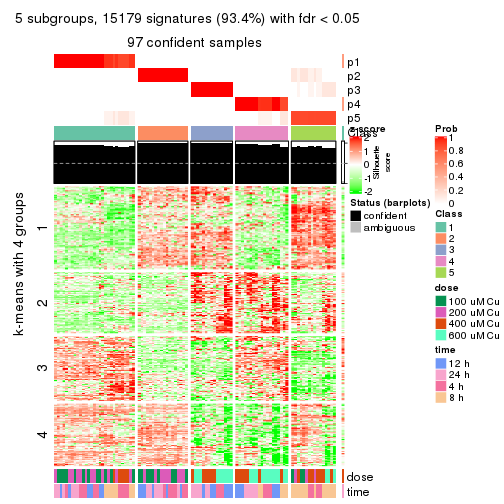 5 subgroups, 15179 signatures (93.4%) with fdr < 0.05
97 confident samples
p1
p2
p3
p4
p5
Class
z-score
2
1
0
-1
-2
Silhouette
score
Status (barplots)
confident
ambiguous
Prob
1
0.8
0.6
0.4
0.2
0
Class
1
2
3
4
5
dose
100 uM Cu
200 uM Cu
400 uM Cu
600 uM Cu
time
12 h
24 h
4 h
8 h
k-means with 4 groups
1
2
3
4
dose
time